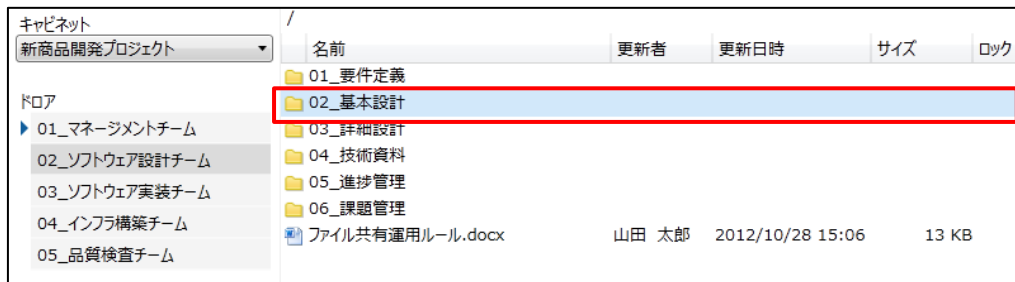 キャビネット
新商品開発プロジェクト
ドア
01_マネージメントチーム
02_ソフトウェア設計チーム
03_ソフトウェア実装チーム
04_インフラ構築チーム
05_品質検査チーム
/
名前 更新者 更新日時 サイズ ロック
01_要件定義
02_基本設計
03_詳細設計
04_技術資料
05_進捗管理
06_課題管理
ファイル共有運用ルール.docx 山田 太郎 2012/10/28 15:06 13 KB